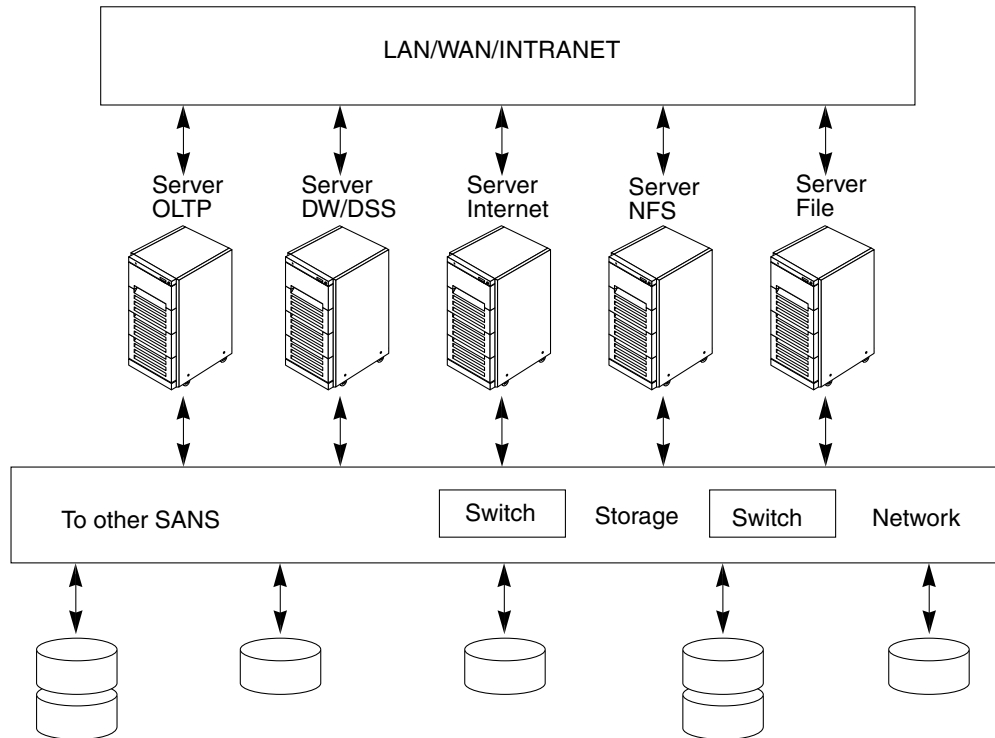 LAN/WAN/INTRANET
Server
OLTP
Server
DW/DSS
Server
Internet
Server
NFS
Server
File
To other SANS
Switch
Storage
Switch
Network